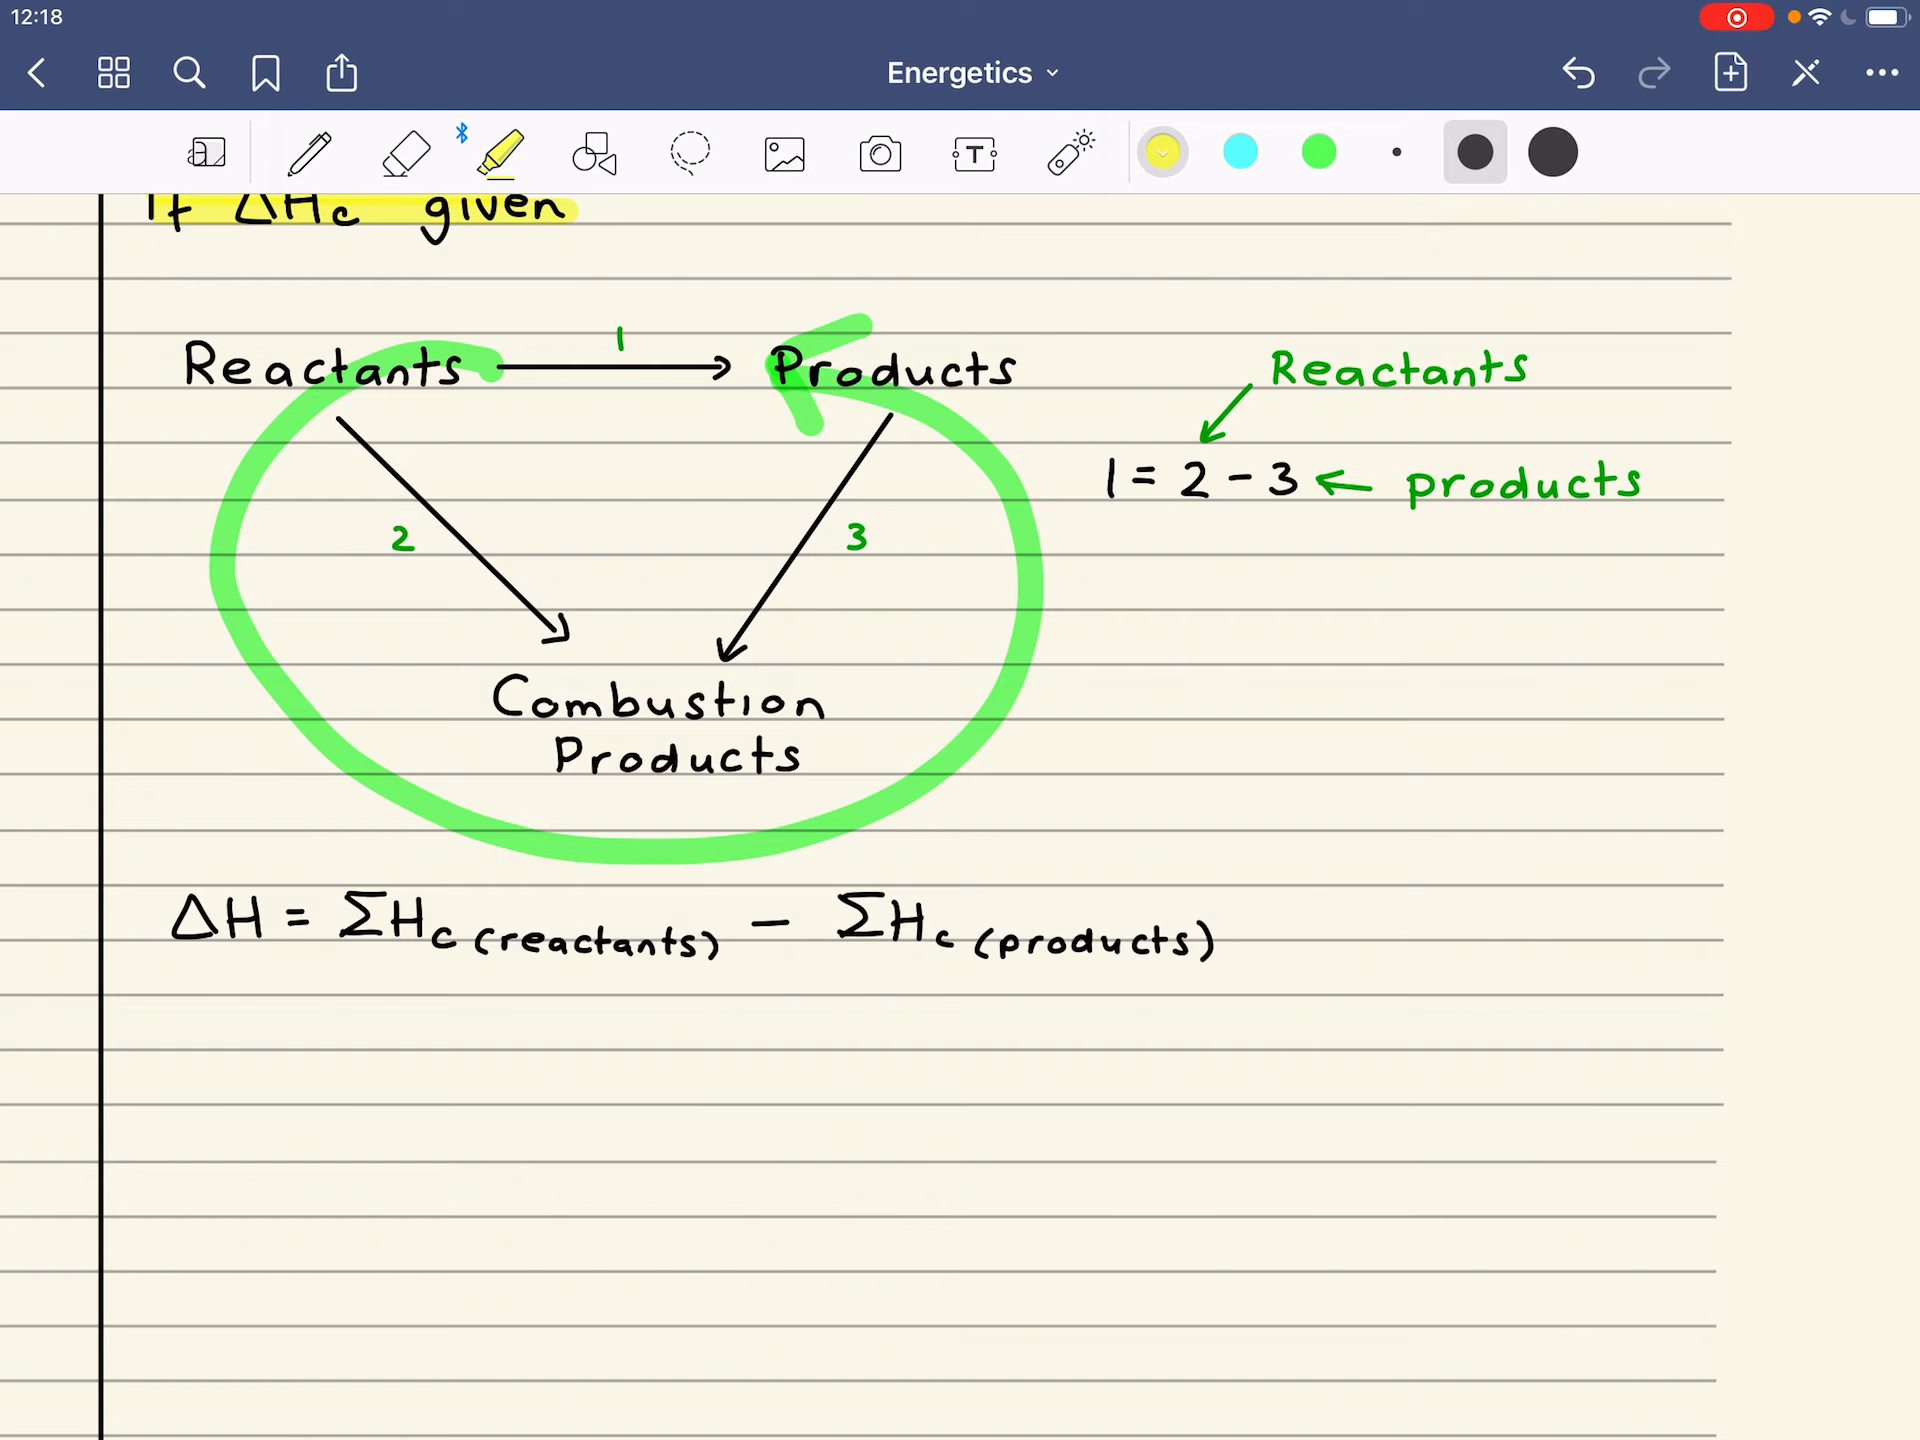 12:18
Energetics
If ΔHc given
Reactants
1
Products
2
3
Combustion
Products
Reactants
1 = 2 - 3 ← products
ΔH = ΣHc (reactants) - ΣHc (products)